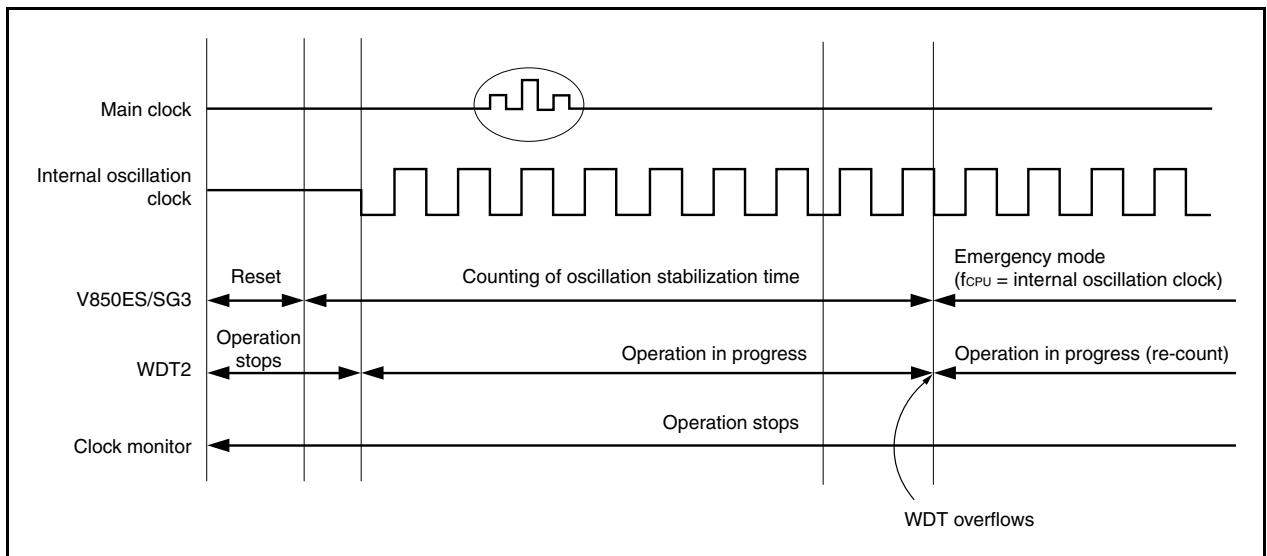 Main clock
Internal oscillation
clock
Reset
Counting of oscillation stabilization time
Emergency mode
(fCPU = internal oscillation clock)
V850ES/SG3
Operation
stops
Operation in progress
Operation in progress (re-count)
WDT2
Operation stops
Clock monitor
WDT overflows